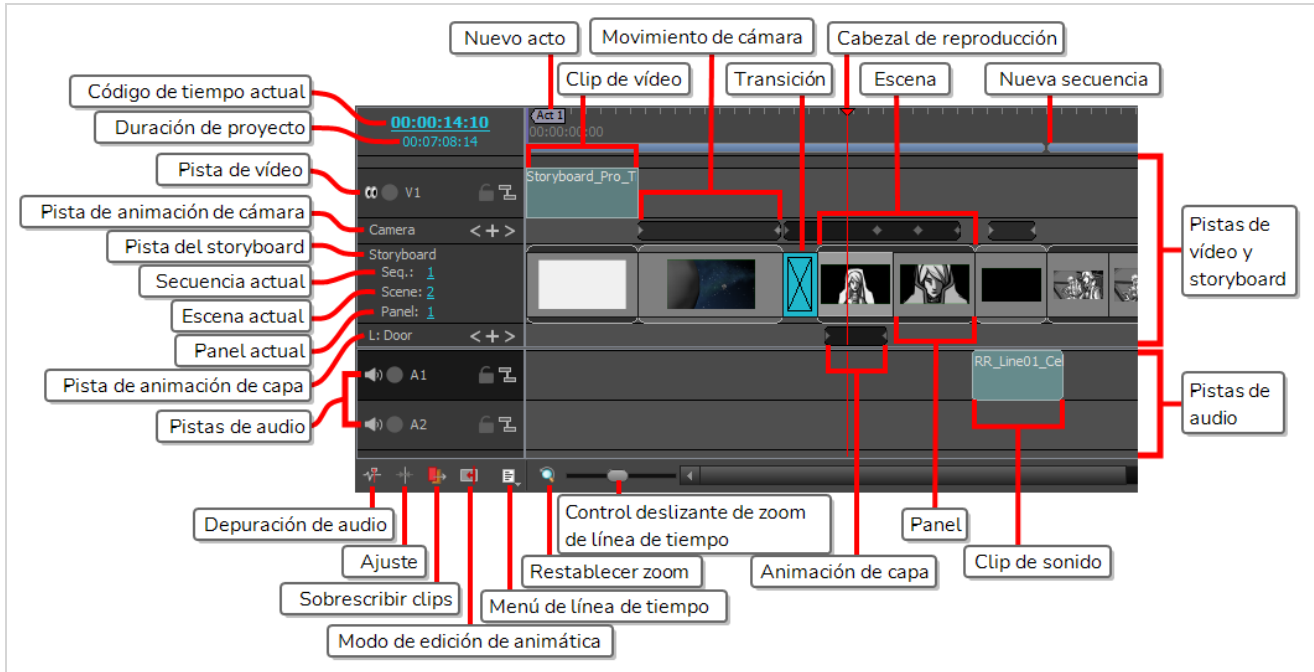 Nuevo acto
Movimiento de cámara
Cabezal de reproducción
Clip de vídeo
Transición
Escena
Nueva secuencia
Código de tiempo actual
Duración de proyecto
Pista de vídeo
Pista de animación de cámara
Pista del storyboard
Secuencia actual
Escena actual
Panel actual
Pista de animación de capa
Pistas de audio
00:00:14:10
00:07:08:14
Act 1
00:00:00:00
V1
Storyboard_Pro_T
Camera
Storyboard
Seq.: 1
Scene: 2
Panel: 1
L: Door
A1
RR_Line01_Cel
A2
Pistas de
vídeo y
storyboard
Pistas de
audio
Depuración de audio
Ajuste
Sobrescribir clips
Modo de edición de animática
Menú de línea de tiempo
Restablecer zoom
Control deslizante de zoom
de línea de tiempo
Animación de capa
Panel
Clip de sonido